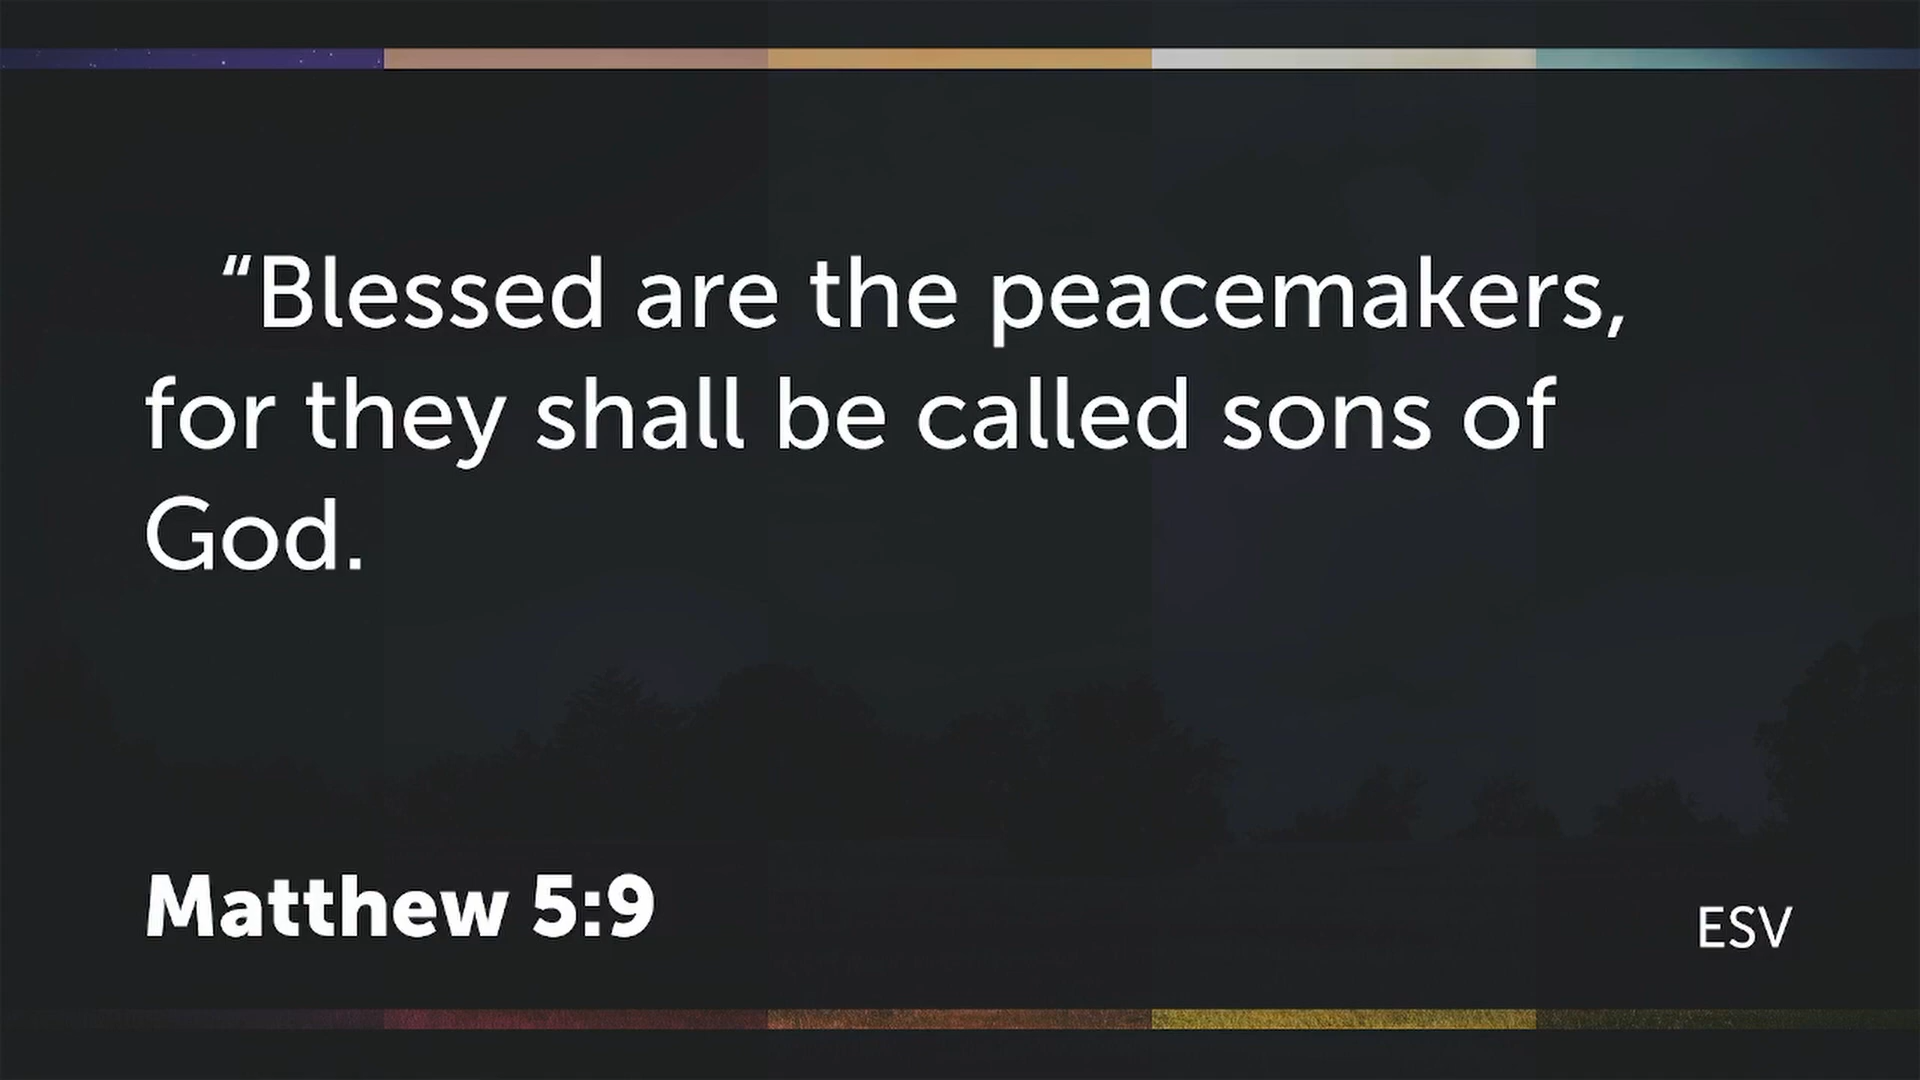 “Blessed are the peacemakers,
for they shall be called sons of
God.
Matthew 5:9
ESV